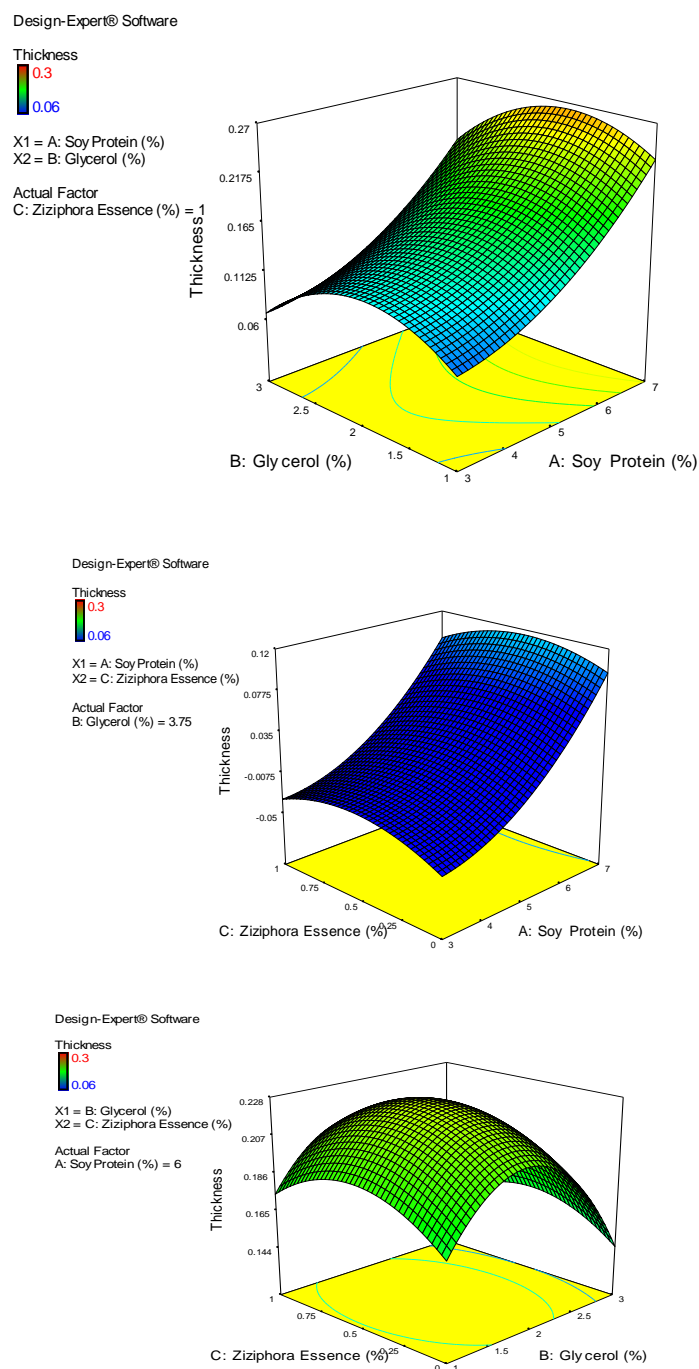 Design-Expert® Software
Thickness
0.3
0.06
X1 = A: Soy Protein (%)
X2 = B: Glycerol (%)
Actual Factor
C: Ziziphora Essence (%) = 1
0.27
0.2175
0.165
0.1125
0.06
Thickness
3
2.5
2
1.5
1
3
4
5
6
7
B: Glycerol (%)
A: Soy Protein (%)
Design-Expert® Software
Thickness
0.3
0.06
X1 = A: Soy Protein (%)
X2 = C: Ziziphora Essence (%)
Actual Factor
B: Glycerol (%) = 3.75
0.12
0.0775
0.035
-0.0075
-0.05
Thickness
1
0.75
0.5
0.25
0
3
4
5
6
7
C: Ziziphora Essence (%)
A: Soy Protein (%)
Design-Expert® Software
Thickness
0.3
0.06
X1 = B: Glycerol (%)
X2 = C: Ziziphora Essence (%)
Actual Factor
A: Soy Protein (%) = 6
0.228
0.207
0.186
0.165
0.144
Thickness
1
0.75
0.5
0.25
0
1
1.5
2
2.5
3
C: Ziziphora Essence (%)
B: Glycerol (%)